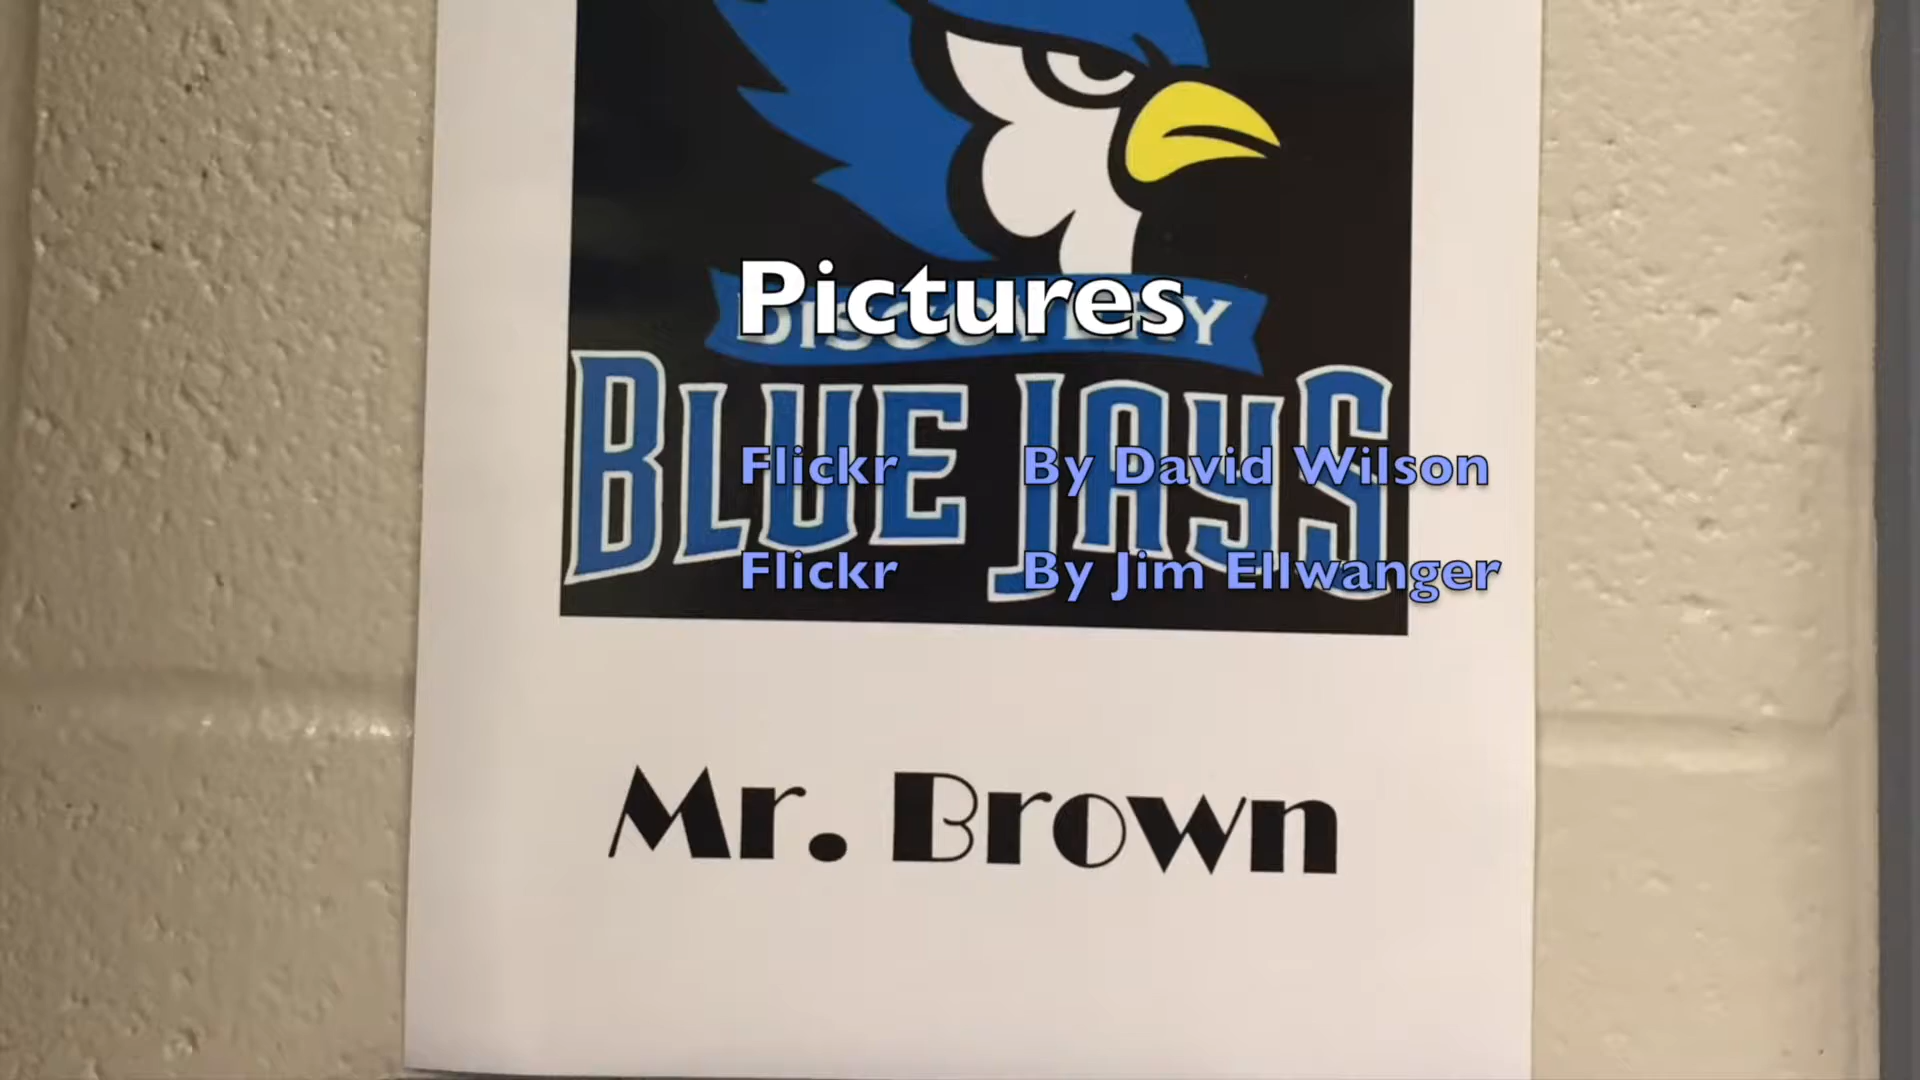 Pictures
DISCOVERY
BLUE JAYS
Flickr By David Wilson
Flickr By Jim Ellwanger
Mr. Brown